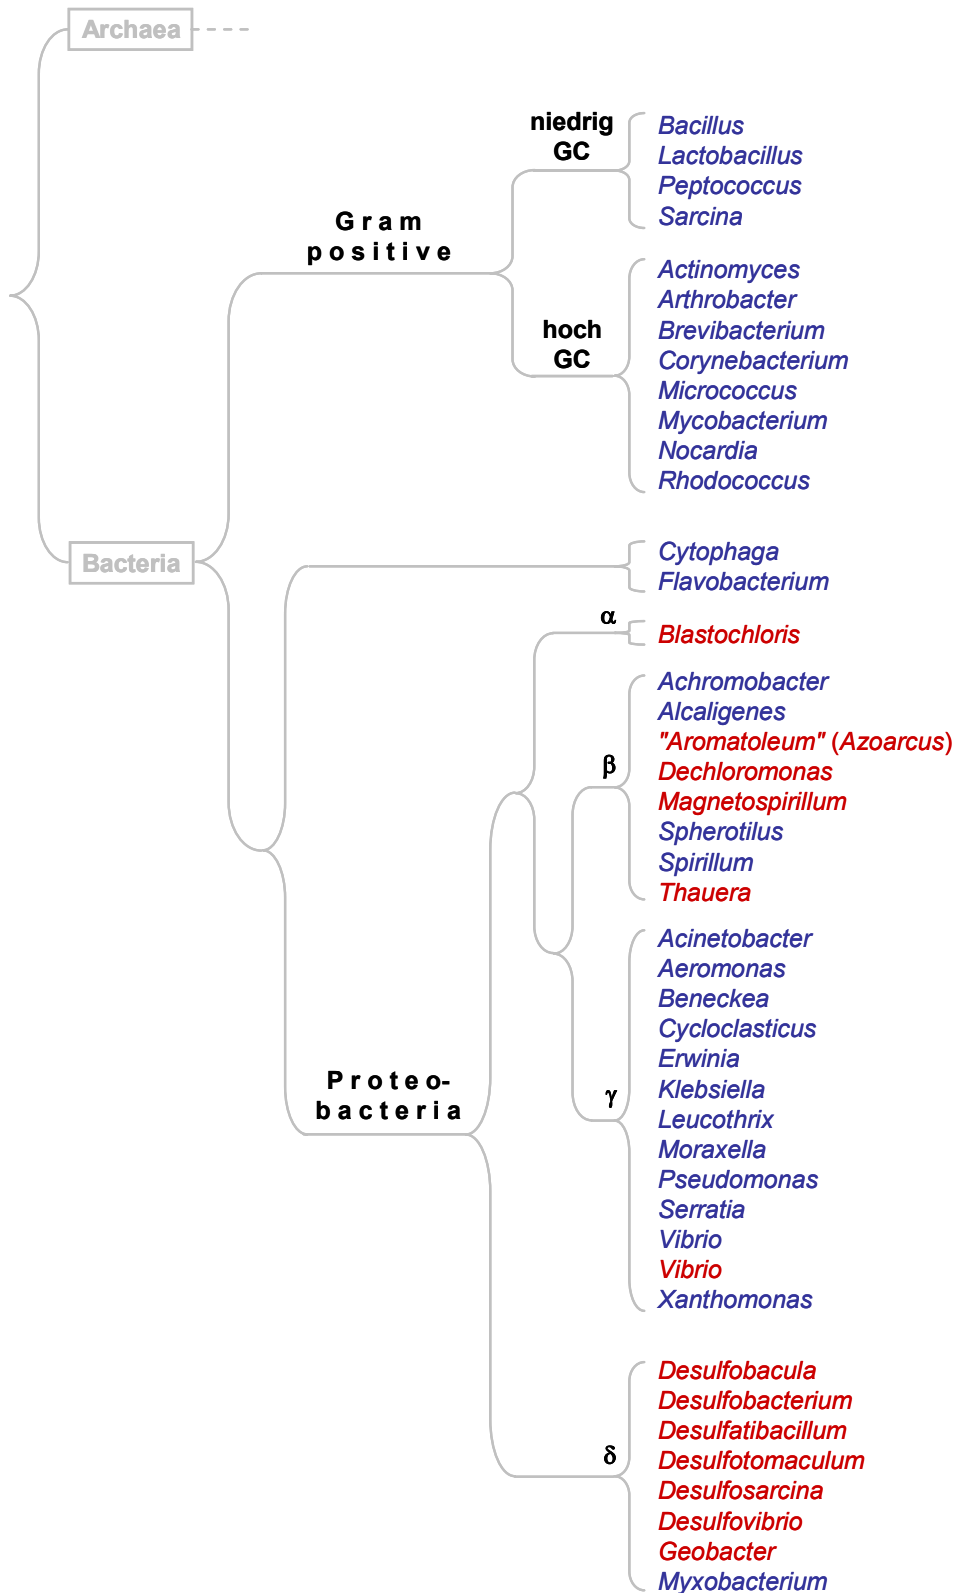 Archaea
niedrig
GC
Bacillus
Lactobacillus
Peptococcus
Sarcina
Gram
positive
hoch
GC
Actinomyces
Arthrobacter
Brevibacterium
Corynebacterium
Micrococcus
Mycobacterium
Nocardia
Rhodococcus
Bacteria
Cytophaga
Flavobacterium
α
Blastochloris
β
Achromobacter
Alcaligenes
"Aromatoleum" (Azoarcus)
Dechloromonas
Magnetospirillum
Spherotilus
Spirillum
Thauera
Proteo-
bacteria
γ
Acinetobacter
Aeromonas
Beneckea
Cycloclasticus
Erwinia
Klebsiella
Leucothrix
Moraxella
Pseudomonas
Serratia
Vibrio
Vibrio
Xanthomonas
δ
Desulfobacula
Desulfobacterium
Desulfatibacillum
Desulfotomaculum
Desulfosarcina
Desulfovibrio
Geobacter
Myxobacterium